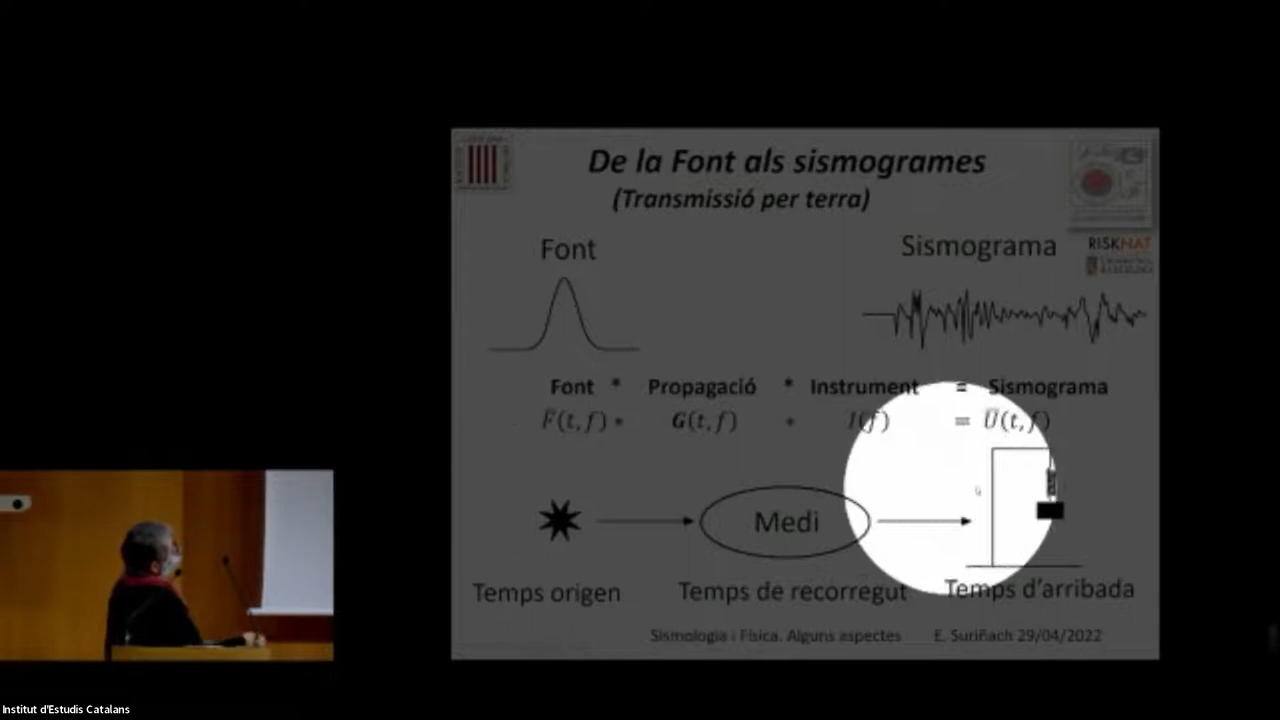 De la Font als sismogrames
(Transmissió per terra)
Font
Sismograma
RISKNAT
Font * Propagació * Instrument = Sismograma
F̄(t,f) * G(t,f) * I(f) = Ū(t,f)
Medi
Temps origen
Temps de recorregut
Temps d'arribada
Sismologia i Física. Alguns aspectes E. Suriñach 29/04/2022
Institut d'Estudis Catalans